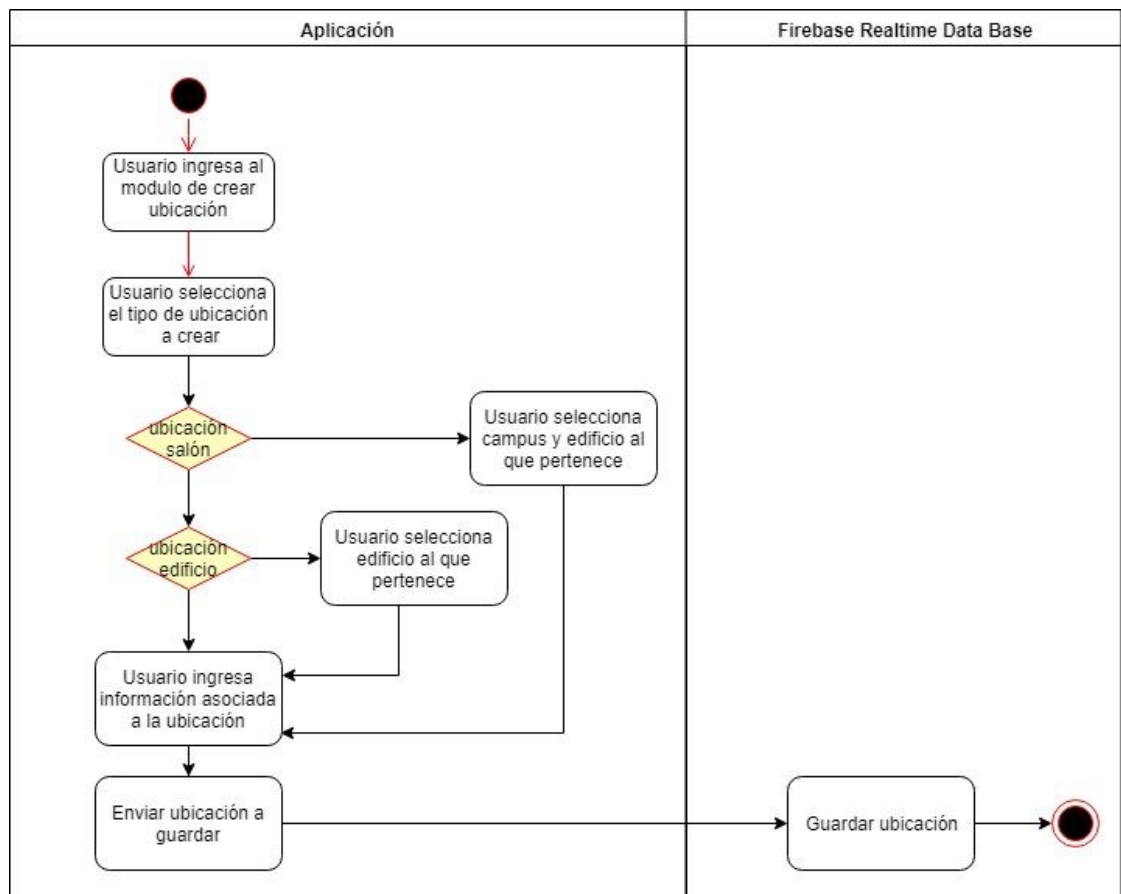 Aplicación
Firebase Realtime Data Base
Usuario ingresa al
modulo de crear
ubicación
Usuario selecciona
el tipo de ubicación
a crear
ubicación
salón
Usuario selecciona
campus y edificio al
que pertenece
ubicación
edificio
Usuario selecciona
edificio al que
pertenece
Usuario ingresa
información asociada
a la ubicación
Enviar ubicación a
guardar
Guardar ubicación